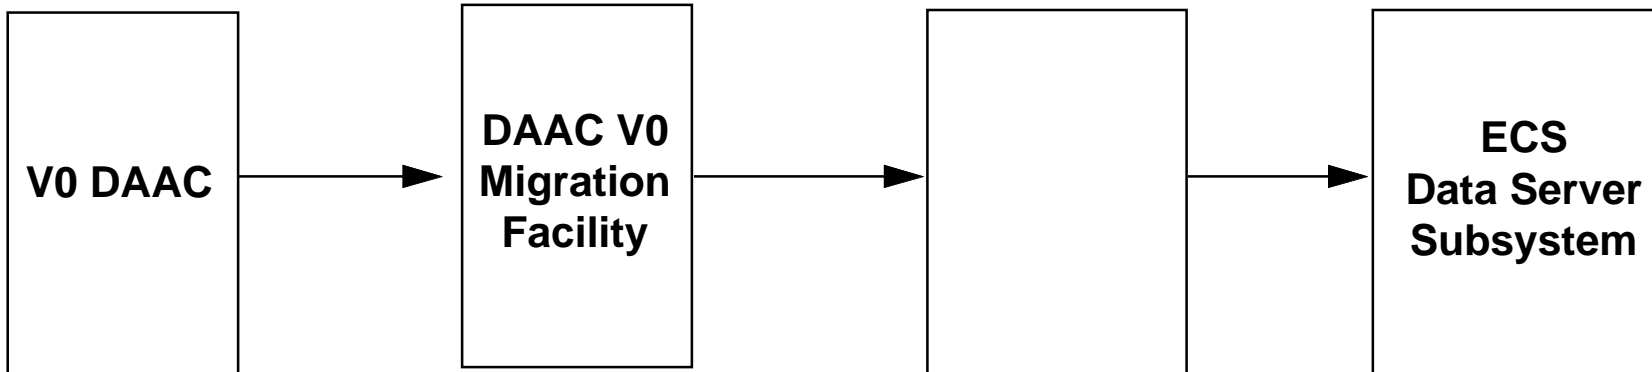 V0 DAAC
DAAC V0
Migration
Facility
ECS
Data Server
Subsystem